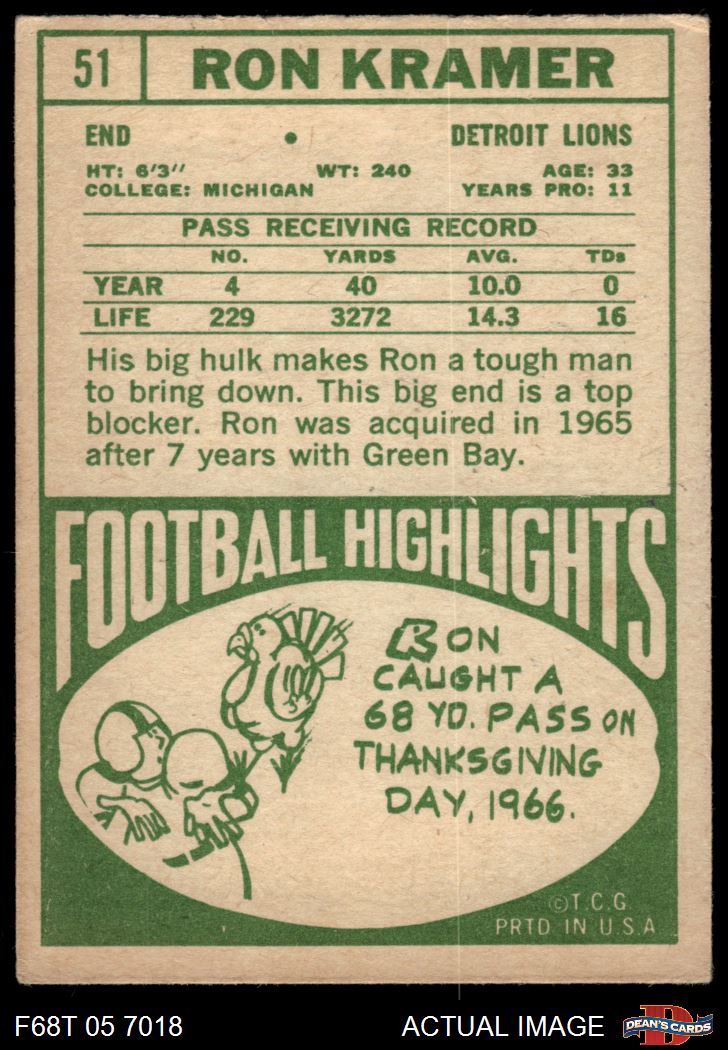 51 RON KRAMER
END • DETROIT LIONS
HT: 6'3" WT: 240 AGE: 33
COLLEGE: MICHIGAN YEARS PRO: 11
PASS RECEIVING RECORD
NO. YARDS AVG. TDs
YEAR 4 40 10.0 0
LIFE 229 3272 14.3 16
His big hulk makes Ron a tough man
to bring down. This big end is a top
blocker. Ron was acquired in 1965
after 7 years with Green Bay.
FOOTBALL HIGHLIGHTS
RON
CAUGHT A
68 YD. PASS ON
THANKSGIVING
DAY, 1966.
©T.C.G.
PRTD IN U.S.A
F68T 05 7018 ACTUAL IMAGE D DEAN'S CARDS